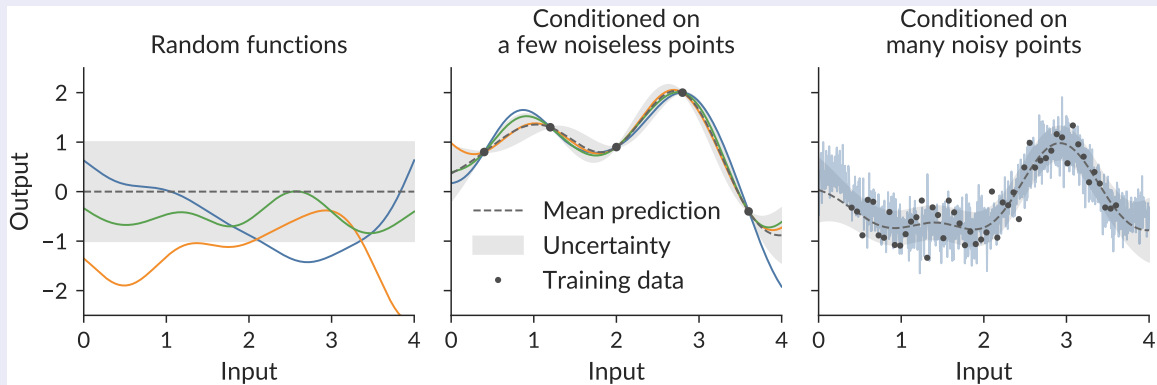 Random functions
Conditioned on
a few noiseless points
Conditioned on
many noisy points
Output
2
1
0
−1
−2
Mean prediction
Uncertainty
Training data
0 1 2 3 4
0 1 2 3 4
0 1 2 3 4
Input
Input
Input